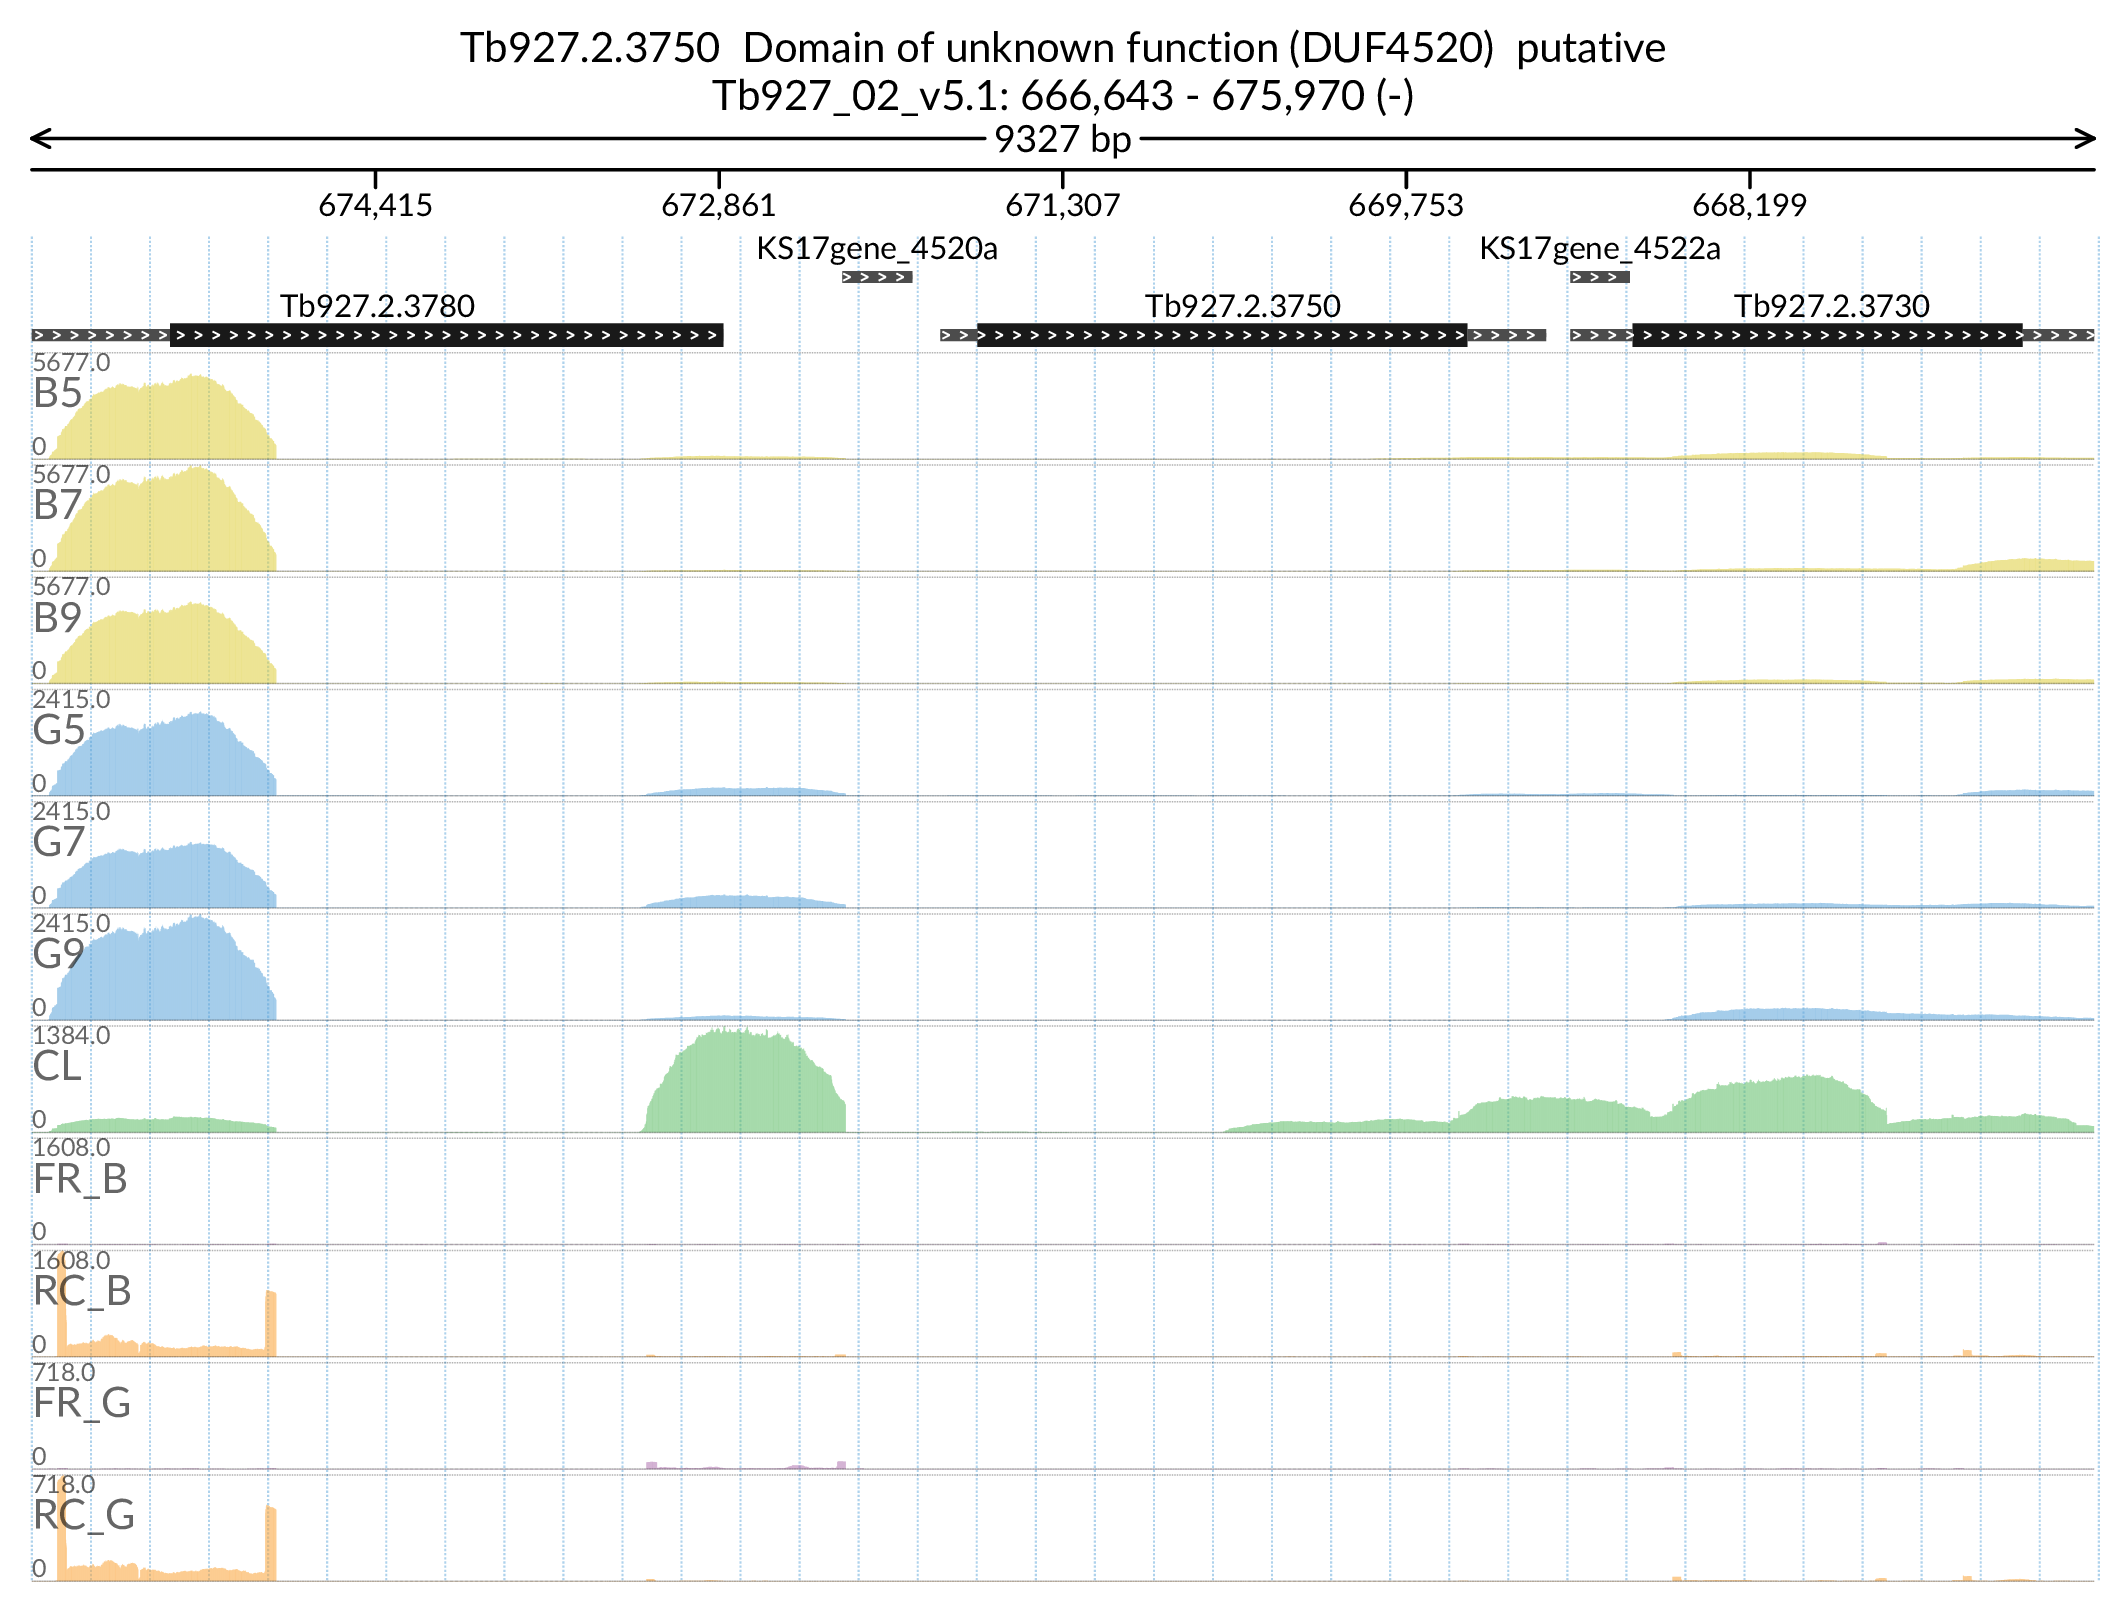 Tb927.2.3750  Domain of unknown function (DUF4520)  putative
Tb927_02_v5.1: 666,643 - 675,970 (-)
9327 bp
674,415 672,861 671,307 669,753 668,199
KS17gene_4520a KS17gene_4522a
Tb927.2.3780 Tb927.2.3750 Tb927.2.3730
5677.0
B5
0
5677.0
B7
0
5677.0
B9
0
2415.0
G5
0
2415.0
G7
0
2415.0
G9
0
1384.0
CL
0
1608.0
FR_B
0
1608.0
RC_B
0
718.0
FR_G
0
718.0
RC_G
0